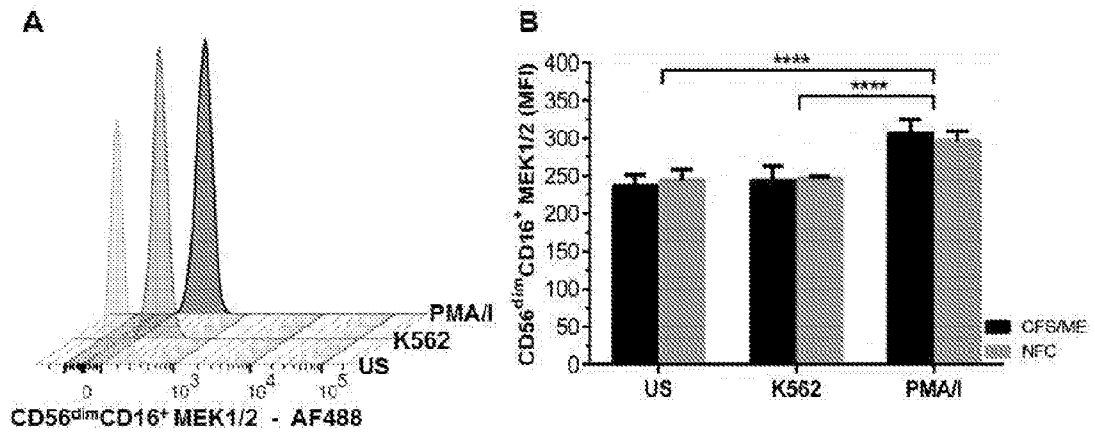 A
PMA/I
K562
US
0 10³ 10⁴ 10⁵
CD56ᵈⁱᵐCD16⁺ MEK1/2 - AF488
B
CD56ᵈⁱᵐCD16⁺ MEK1/2 (MFI)
400
350
300
250
200
150
100
50
0
****
****
US K562 PMA/I
CFS/ME
NFC